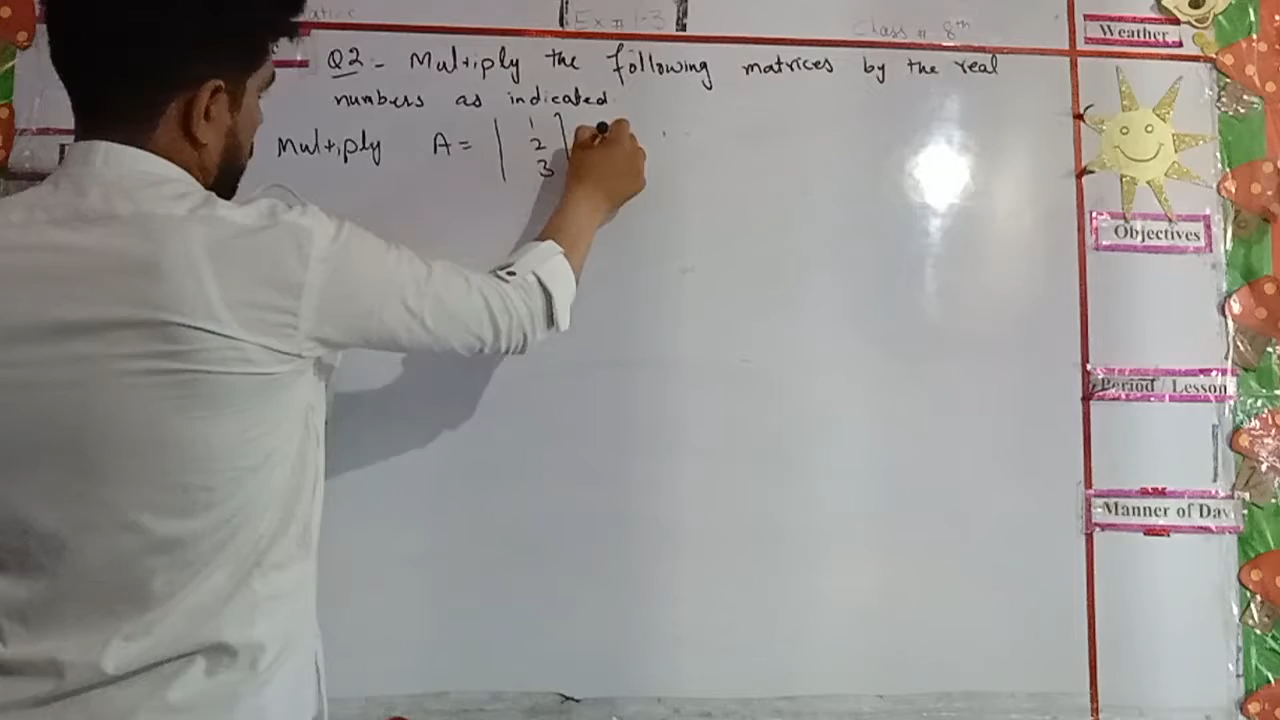 Ex # 1.3
Class # 8th
Weather
Q2 - Multiply the following matrices by the real
numbers as indicated
Multiply A = 1
2
3
Objectives
Period / Lesson
Manner of Day